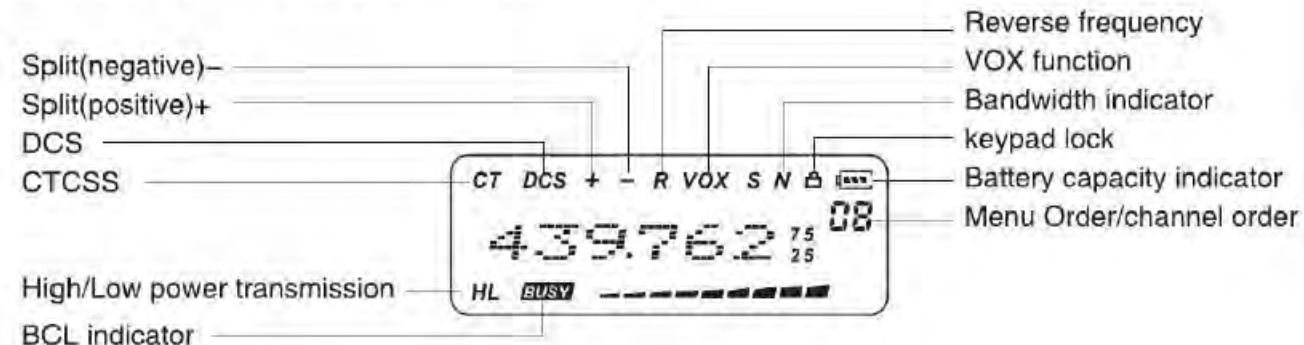 Split(negative)–
Split(positive)+
DCS
CTCSS
High/Low power transmission
BCL indicator
CT DCS + – R VOX S N
439.762 75 25 08
HL BUSY
Reverse frequency
VOX function
Bandwidth indicator
keypad lock
Battery capacity indicator
Menu Order/channel order